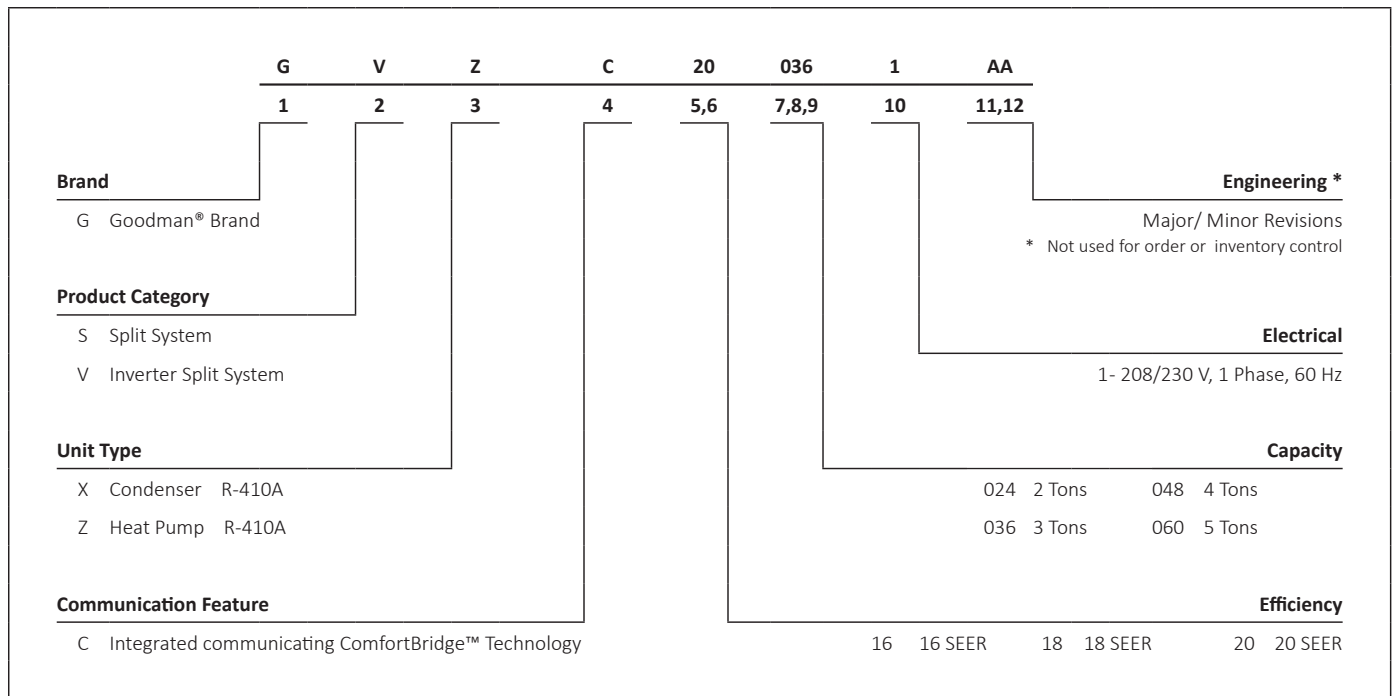 G V Z C 20 036 1 AA
1 2 3 4 5,6 7,8,9 10 11,12
Brand
G Goodman® Brand
Engineering *
Major/ Minor Revisions
* Not used for order or inventory control
Product Category
S Split System
V Inverter Split System
Electrical
1- 208/230 V, 1 Phase, 60 Hz
Unit Type
X Condenser R-410A
Z Heat Pump R-410A
Capacity
024 2 Tons 048 4 Tons
036 3 Tons 060 5 Tons
Communication Feature
C Integrated communicating ComfortBridge™ Technology
Efficiency
16 16 SEER 18 18 SEER 20 20 SEER